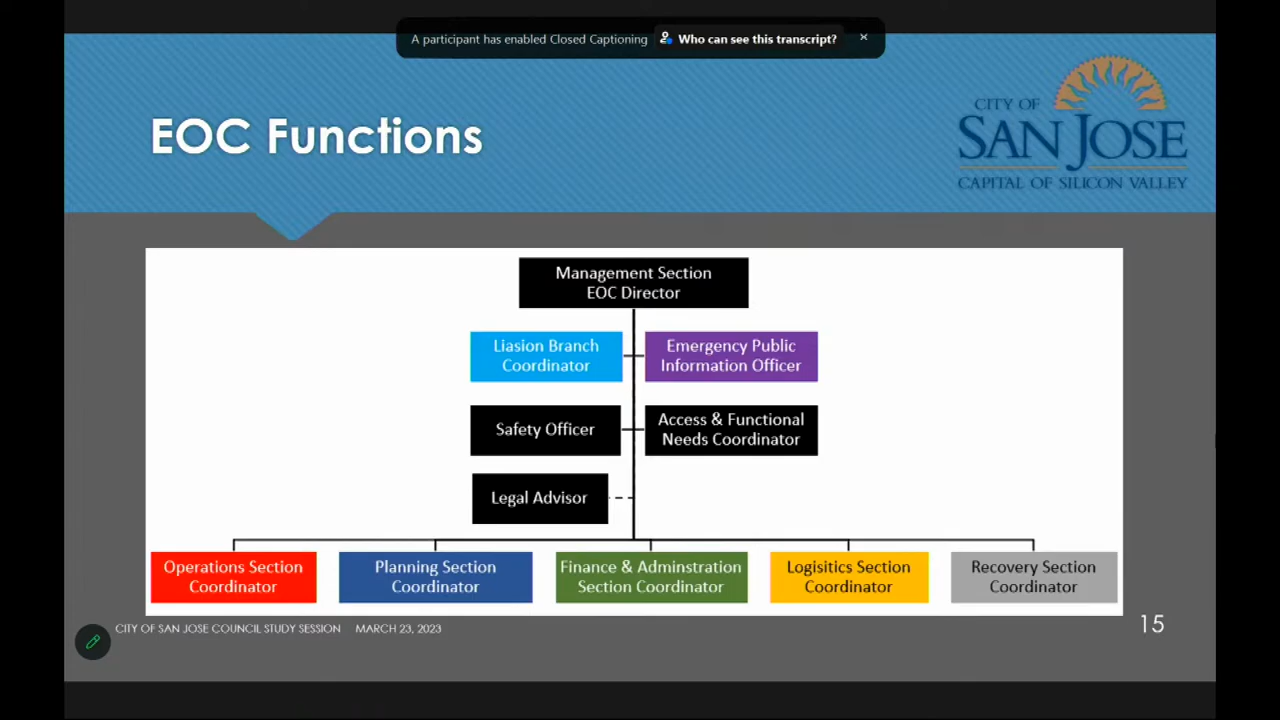 A participant has enabled Closed Captioning Who can see this transcript? ×
EOC Functions
CITY OF
SAN JOSE
CAPITAL OF SILICON VALLEY
Management Section
EOC Director
Liasion Branch
Coordinator
Emergency Public
Information Officer
Safety Officer
Access & Functional
Needs Coordinator
Legal Advisor
Operations Section
Coordinator
Planning Section
Coordinator
Finance & Adminstration
Section Coordinator
Logisitics Section
Coordinator
Recovery Section
Coordinator
CITY OF SAN JOSE COUNCIL STUDY SESSION MARCH 23, 2023
15